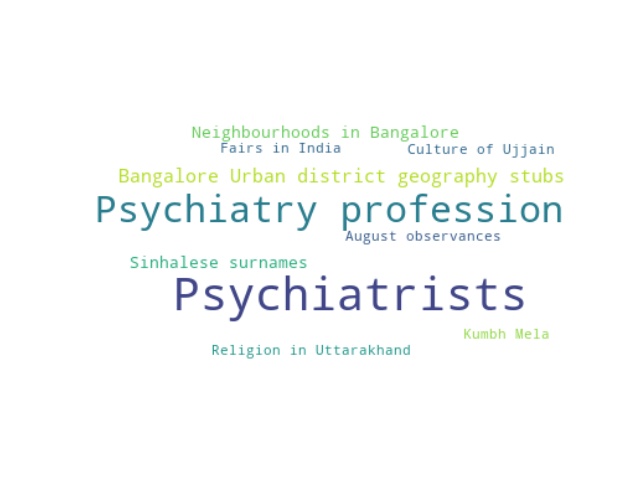 Neighbourhoods in Bangalore
Fairs in India
Culture of Ujjain
Bangalore Urban district geography stubs
Psychiatry profession
August observances
Sinhalese surnames
Psychiatrists
Kumbh Mela
Religion in Uttarakhand